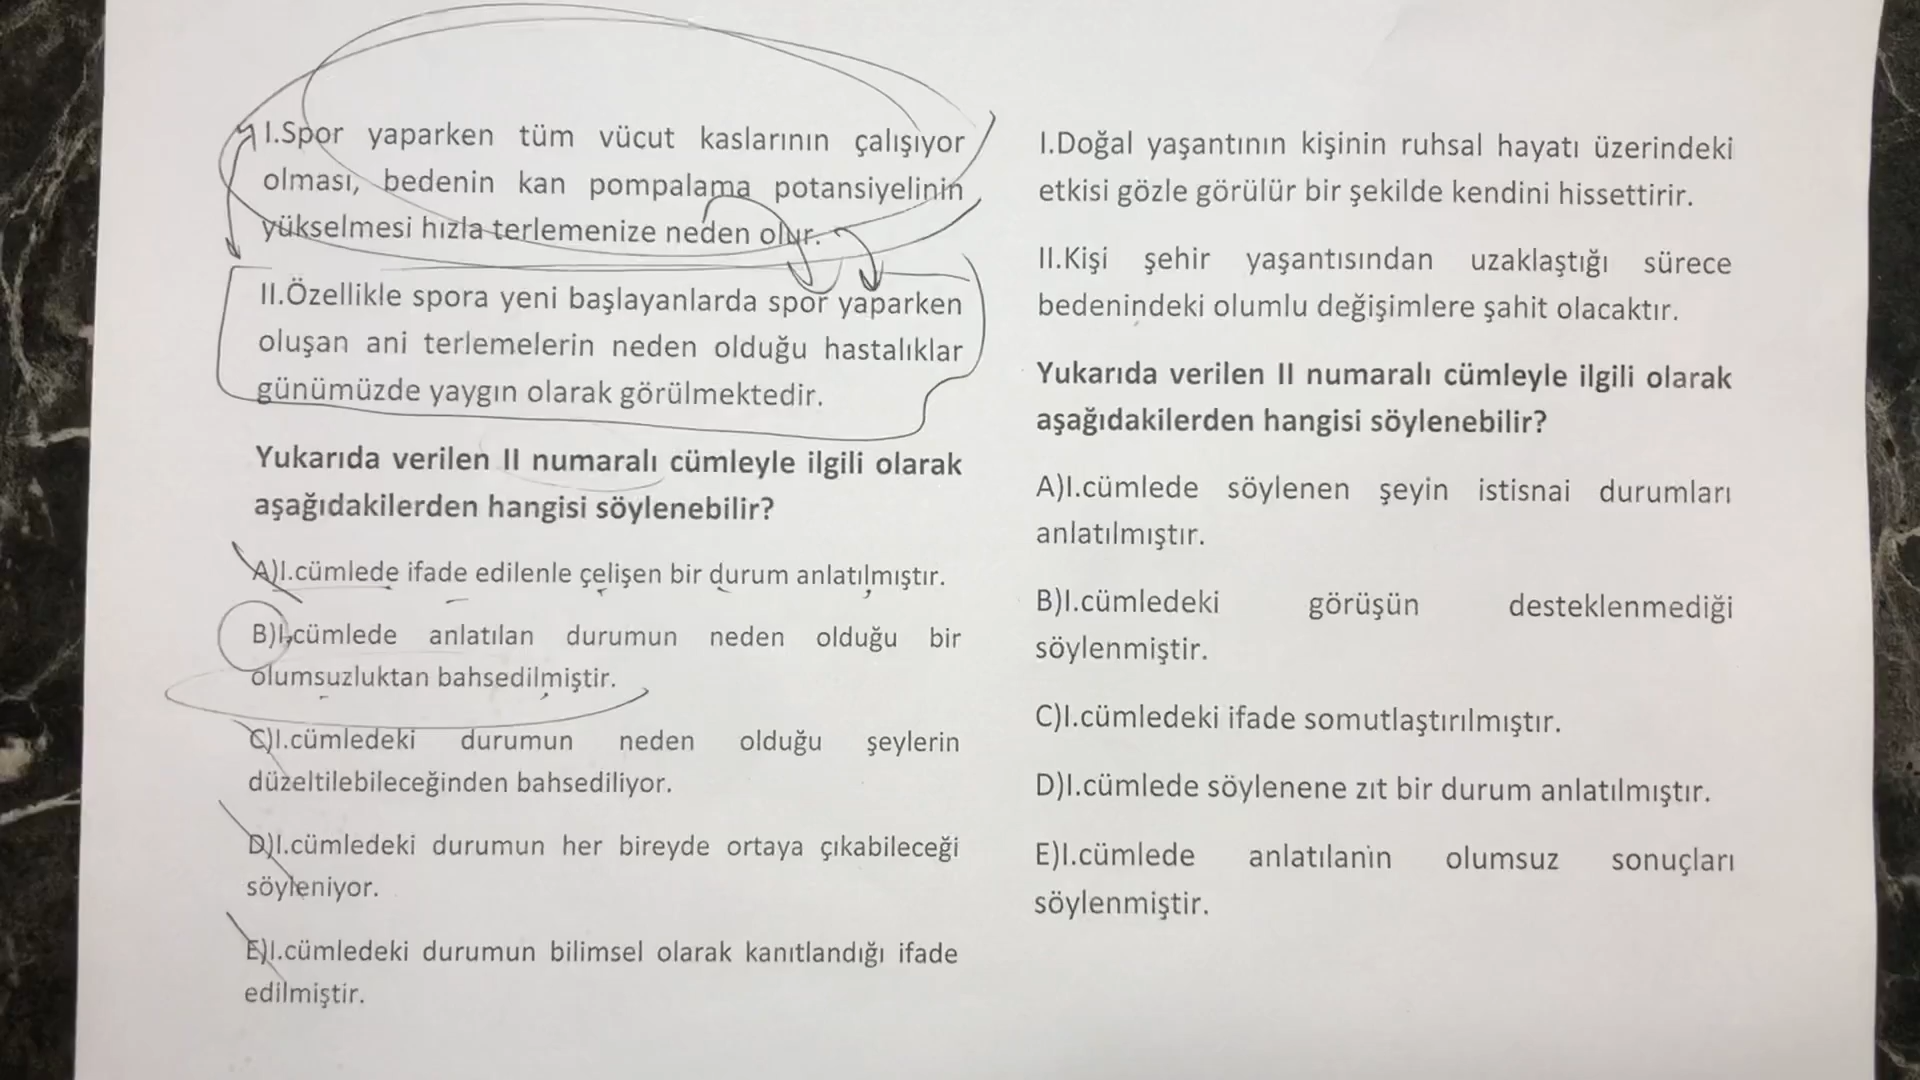 I.Spor yaparken tüm vücut kaslarının çalışıyor
olması, bedenin kan pompalama potansiyelinin
yükselmesi hızla terlemenize neden olur.
II.Özellikle spora yeni başlayanlarda spor yaparken
oluşan ani terlemelerin neden olduğu hastalıklar
günümüzde yaygın olarak görülmektedir.
Yukarıda verilen II numaralı cümleyle ilgili olarak
aşağıdakilerden hangisi söylenebilir?
A)I.cümlede ifade edilenle çelişen bir durum anlatılmıştır.
B)I.cümlede anlatılan durumun neden olduğu bir
olumsuzluktan bahsedilmiştir.
C)I.cümledeki durumun neden olduğu şeylerin
düzeltilebileceğinden bahsediliyor.
D)I.cümledeki durumun her bireyde ortaya çıkabileceği
söyleniyor.
E)I.cümledeki durumun bilimsel olarak kanıtlandığı ifade
edilmiştir.
I.Doğal yaşantının kişinin ruhsal hayatı üzerindeki
etkisi gözle görülür bir şekilde kendini hissettirir.
II.Kişi şehir yaşantısından uzaklaştığı sürece
bedenindeki olumlu değişimlere şahit olacaktır.
Yukarıda verilen II numaralı cümleyle ilgili olarak
aşağıdakilerden hangisi söylenebilir?
A)I.cümlede söylenen şeyin istisnai durumları
anlatılmıştır.
B)I.cümledeki görüşün desteklenmediği
söylenmiştir.
C)I.cümledeki ifade somutlaştırılmıştır.
D)I.cümlede söylenene zıt bir durum anlatılmıştır.
E)I.cümlede anlatılanin olumsuz sonuçları
söylenmiştir.